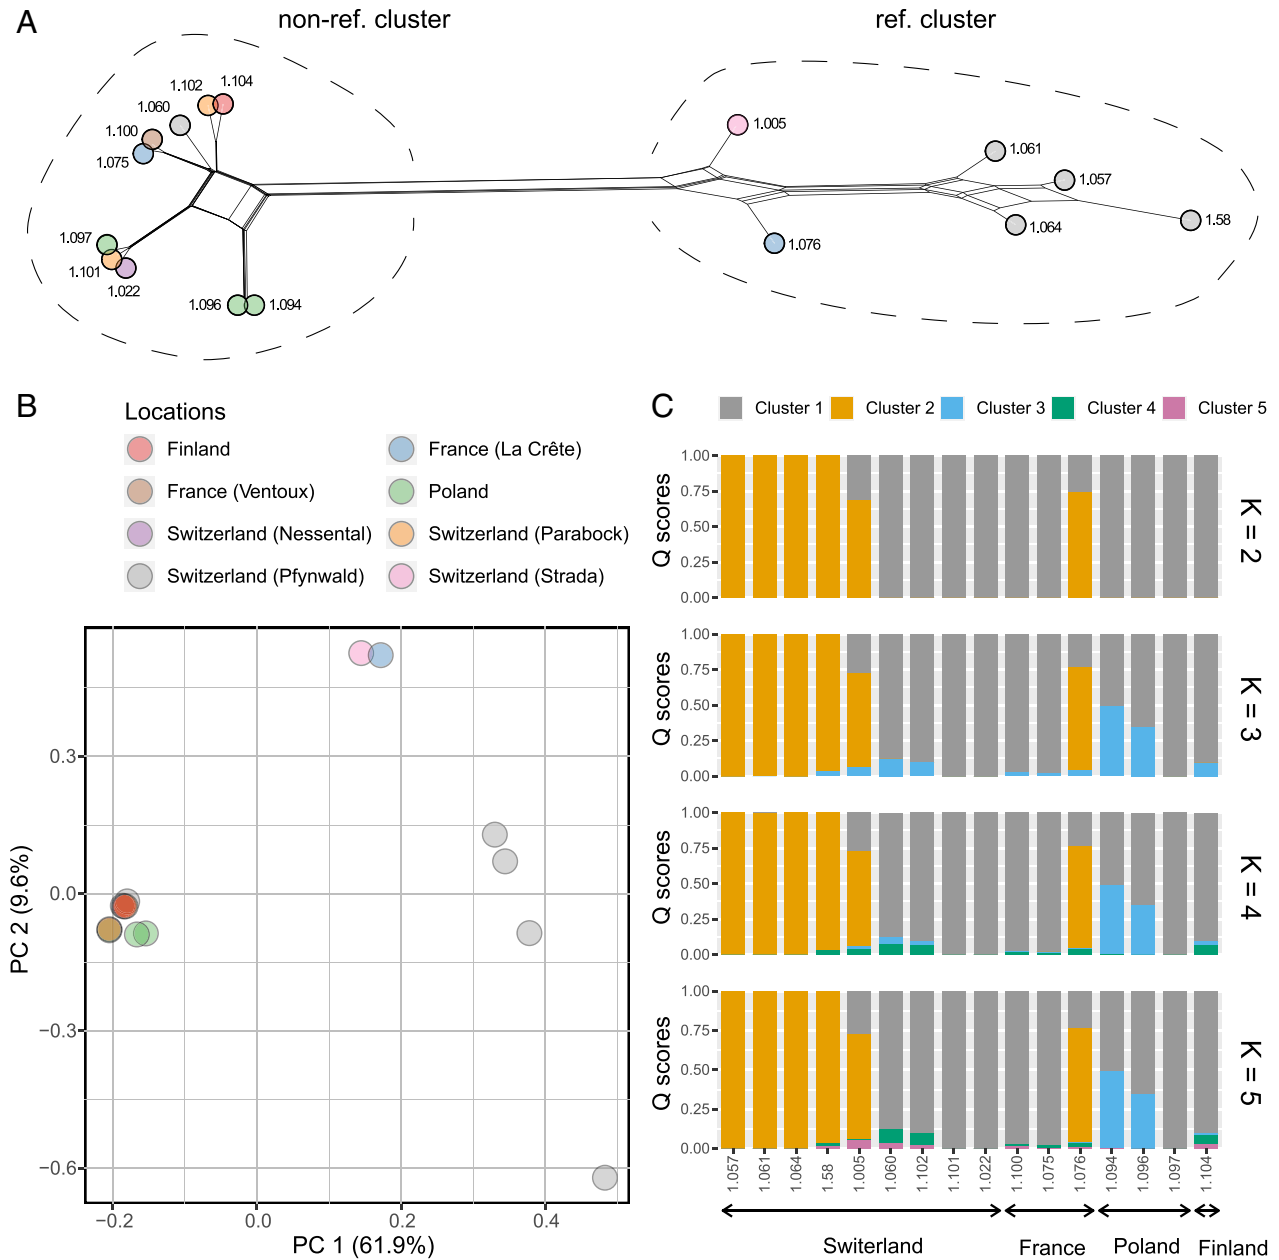 A
non-ref. cluster
ref. cluster
1.102
1.104
1.060
1.100
1.075
1.005
1.061
1.057
1.58
1.064
1.076
1.097
1.101
1.022
1.096
1.094
B
Locations
Finland
France (La Crête)
France (Ventoux)
Poland
Switzerland (Nessental)
Switzerland (Parabock)
Switzerland (Pfynwald)
Switzerland (Strada)
0.3
0.0
−0.3
−0.6
PC 2 (9.6%)
−0.2
0.0
0.2
0.4
PC 1 (61.9%)
C
Cluster 1
Cluster 2
Cluster 3
Cluster 4
Cluster 5
1.00
0.75
0.50
0.25
0.00
Q scores
K = 2
1.00
0.75
0.50
0.25
0.00
Q scores
K = 3
1.00
0.75
0.50
0.25
0.00
Q scores
K = 4
1.00
0.75
0.50
0.25
0.00
Q scores
K = 5
1.057
1.061
1.064
1.58
1.005
1.060
1.102
1.101
1.022
1.100
1.075
1.076
1.094
1.096
1.097
1.104
Switerland
France
Poland
Finland